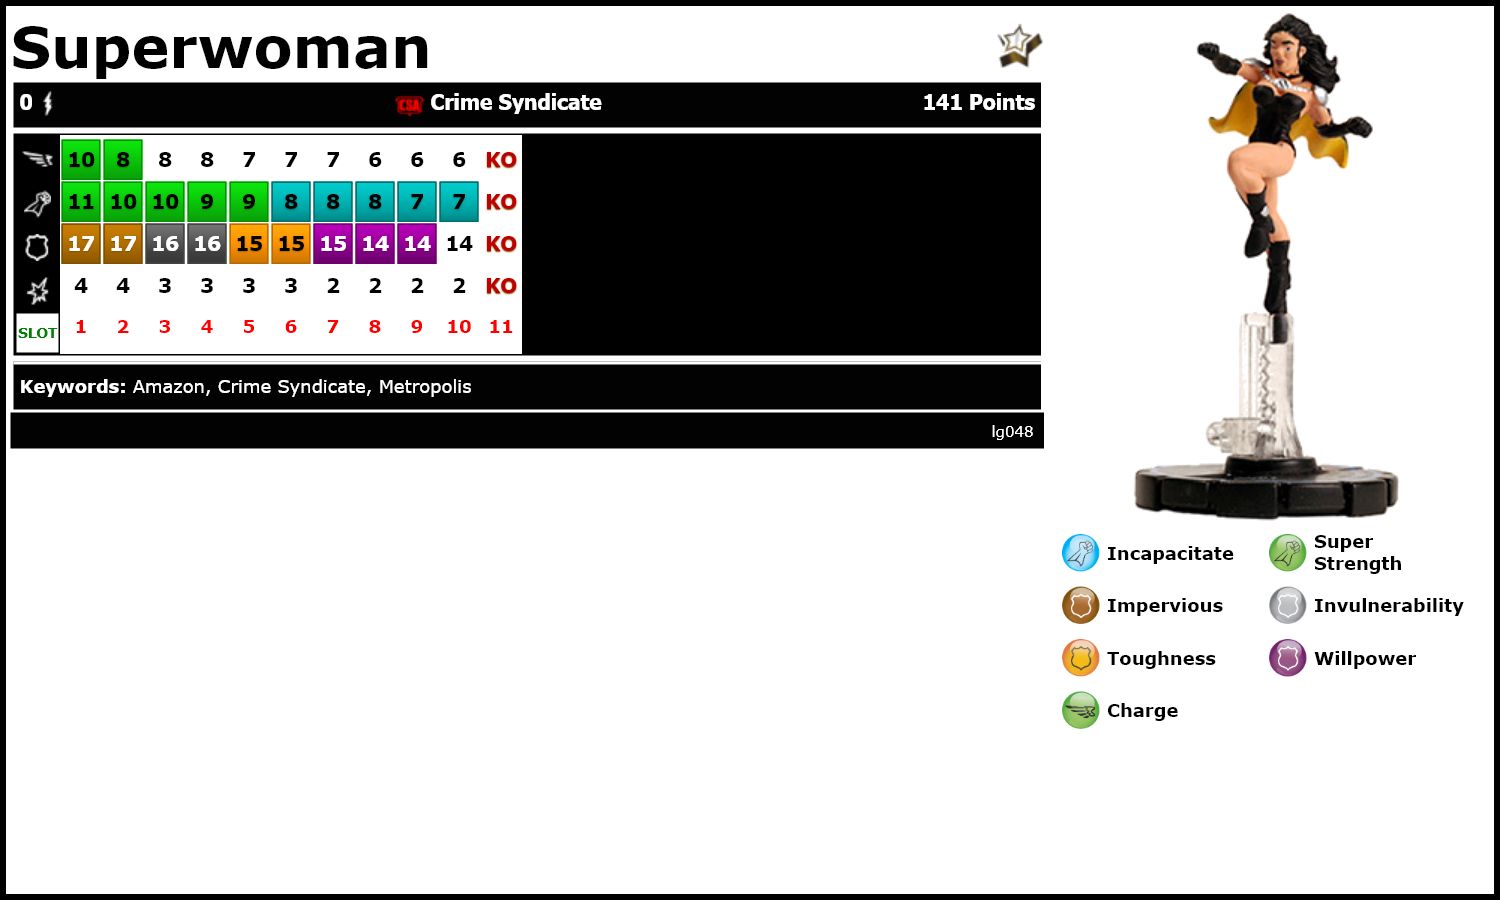 Superwoman
0 CSA Crime Syndicate 141 Points
10 8 8 8 7 7 7 6 6 6 KO
11 10 10 9 9 8 8 8 7 7 KO
17 17 16 16 15 15 15 14 14 14 KO
4 4 3 3 3 3 2 2 2 2 KO
SLOT 1 2 3 4 5 6 7 8 9 10 11
Keywords: Amazon, Crime Syndicate, Metropolis
lg048
Incapacitate
Super
Strength
Impervious
Invulnerability
Toughness
Willpower
Charge